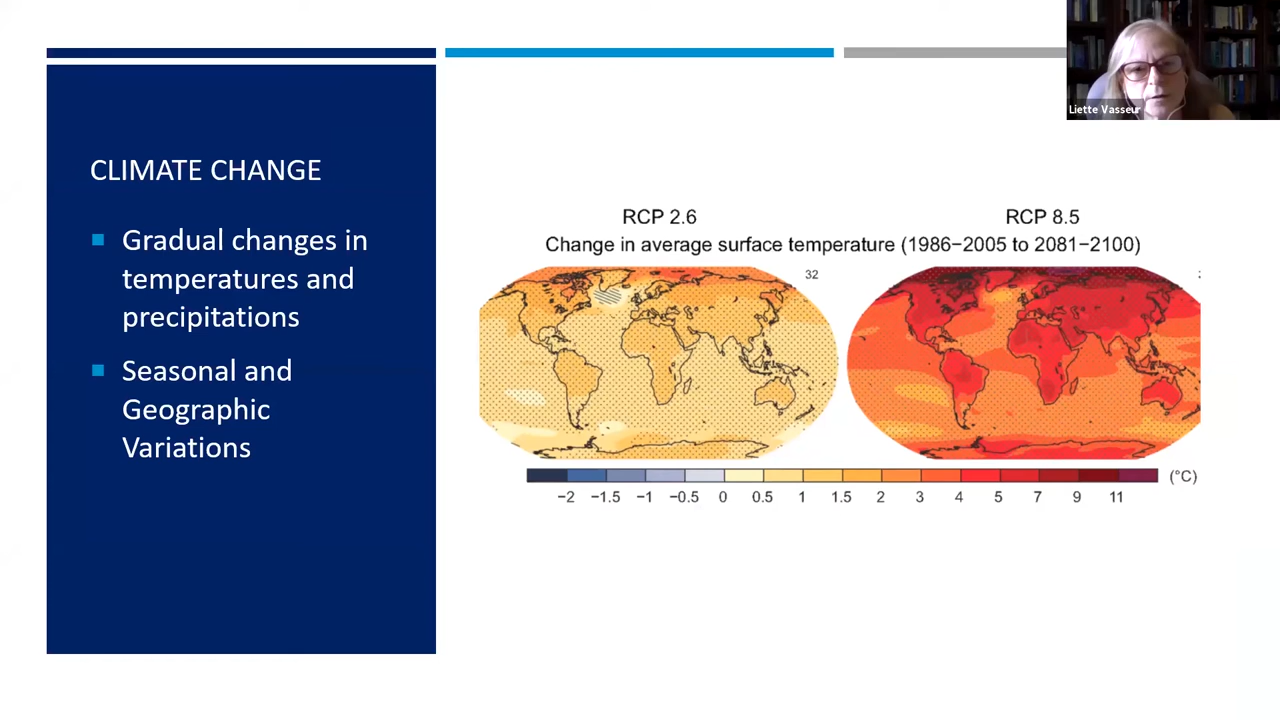 Liette Vasseur
CLIMATE CHANGE
Gradual changes in
temperatures and
precipitations
Seasonal and
Geographic
Variations
RCP 2.6
RCP 8.5
Change in average surface temperature (1986−2005 to 2081−2100)
32
(°C)
−2 −1.5 −1 −0.5 0 0.5 1 1.5 2 3 4 5 7 9 11